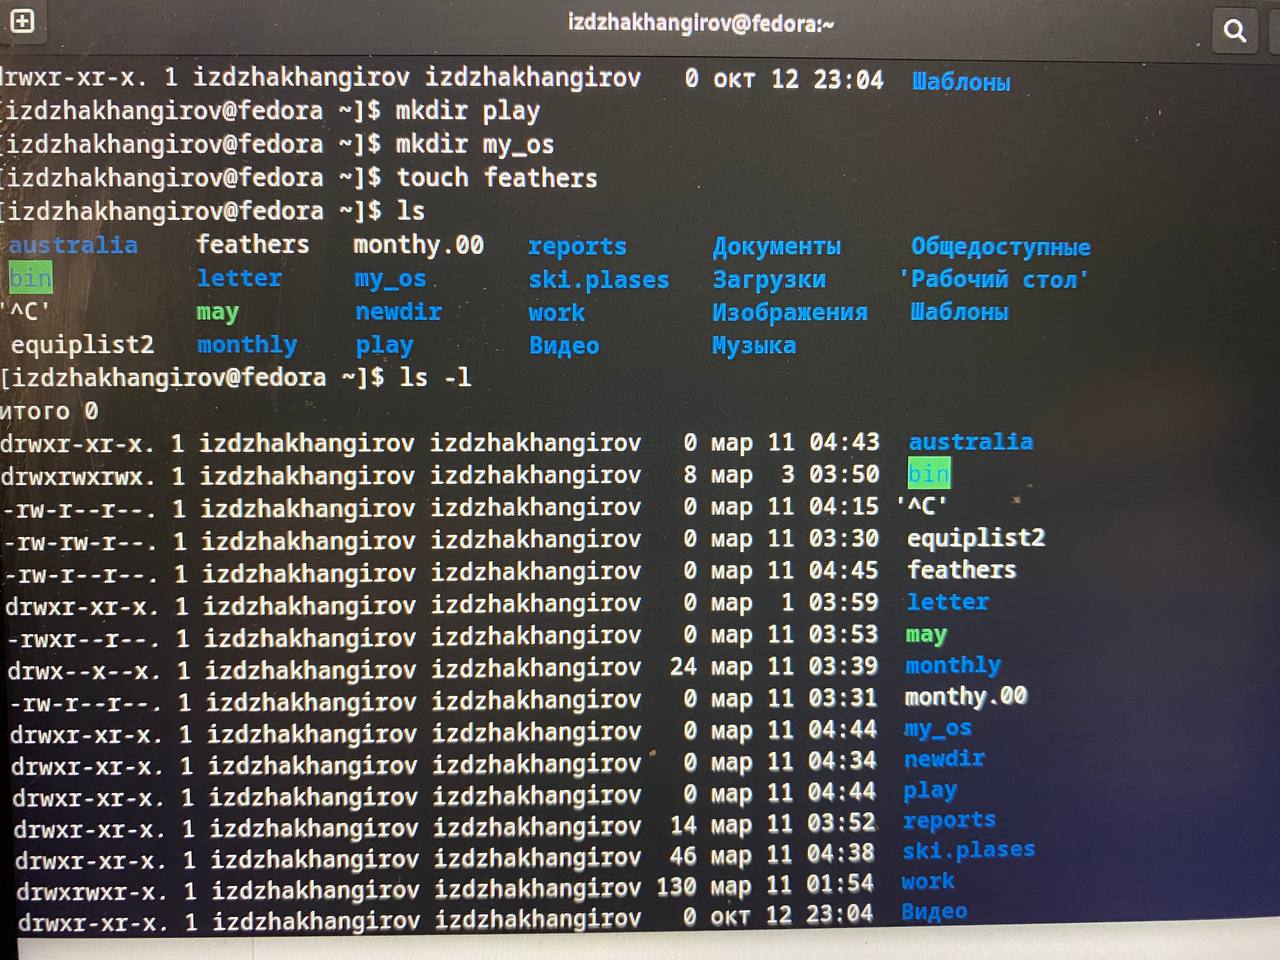 izdzhakhangirov@fedora:~
drwxr-xr-x. 1 izdzhakhangirov izdzhakhangirov 0 окт 12 23:04 Шаблоны
[izdzhakhangirov@fedora ~]$ mkdir play
[izdzhakhangirov@fedora ~]$ mkdir my_os
[izdzhakhangirov@fedora ~]$ touch feathers
[izdzhakhangirov@fedora ~]$ ls
australia feathers monthy.00 reports Документы Общедоступные
bin letter my_os ski.plases Загрузки 'Рабочий стол'
'^C' may newdir work Изображения Шаблоны
equiplist2 monthly play Видео Музыка
[izdzhakhangirov@fedora ~]$ ls -l
итого 0
drwxr-xr-x. 1 izdzhakhangirov izdzhakhangirov 0 мар 11 04:43 australia
drwxrwxrwx. 1 izdzhakhangirov izdzhakhangirov 8 мар 3 03:50 bin
-rw-r--r--. 1 izdzhakhangirov izdzhakhangirov 0 мар 11 04:15 '^C'
-rw-rw-r--. 1 izdzhakhangirov izdzhakhangirov 0 мар 11 03:30 equiplist2
-rw-r--r--. 1 izdzhakhangirov izdzhakhangirov 0 мар 11 04:45 feathers
drwxr-xr-x. 1 izdzhakhangirov izdzhakhangirov 0 мар 1 03:59 letter
-rwxr--r--. 1 izdzhakhangirov izdzhakhangirov 0 мар 11 03:53 may
drwx--x--x. 1 izdzhakhangirov izdzhakhangirov 24 мар 11 03:39 monthly
-rw-r--r--. 1 izdzhakhangirov izdzhakhangirov 0 мар 11 03:31 monthy.00
drwxr-xr-x. 1 izdzhakhangirov izdzhakhangirov 0 мар 11 04:44 my_os
drwxr-xr-x. 1 izdzhakhangirov izdzhakhangirov 0 мар 11 04:34 newdir
drwxr-xr-x. 1 izdzhakhangirov izdzhakhangirov 0 мар 11 04:44 play
drwxr-xr-x. 1 izdzhakhangirov izdzhakhangirov 14 мар 11 03:52 reports
drwxr-xr-x. 1 izdzhakhangirov izdzhakhangirov 46 мар 11 04:38 ski.plases
drwxrwxr-x. 1 izdzhakhangirov izdzhakhangirov 130 мар 11 01:54 work
drwxr-xr-x. 1 izdzhakhangirov izdzhakhangirov 0 окт 12 23:04 Видео